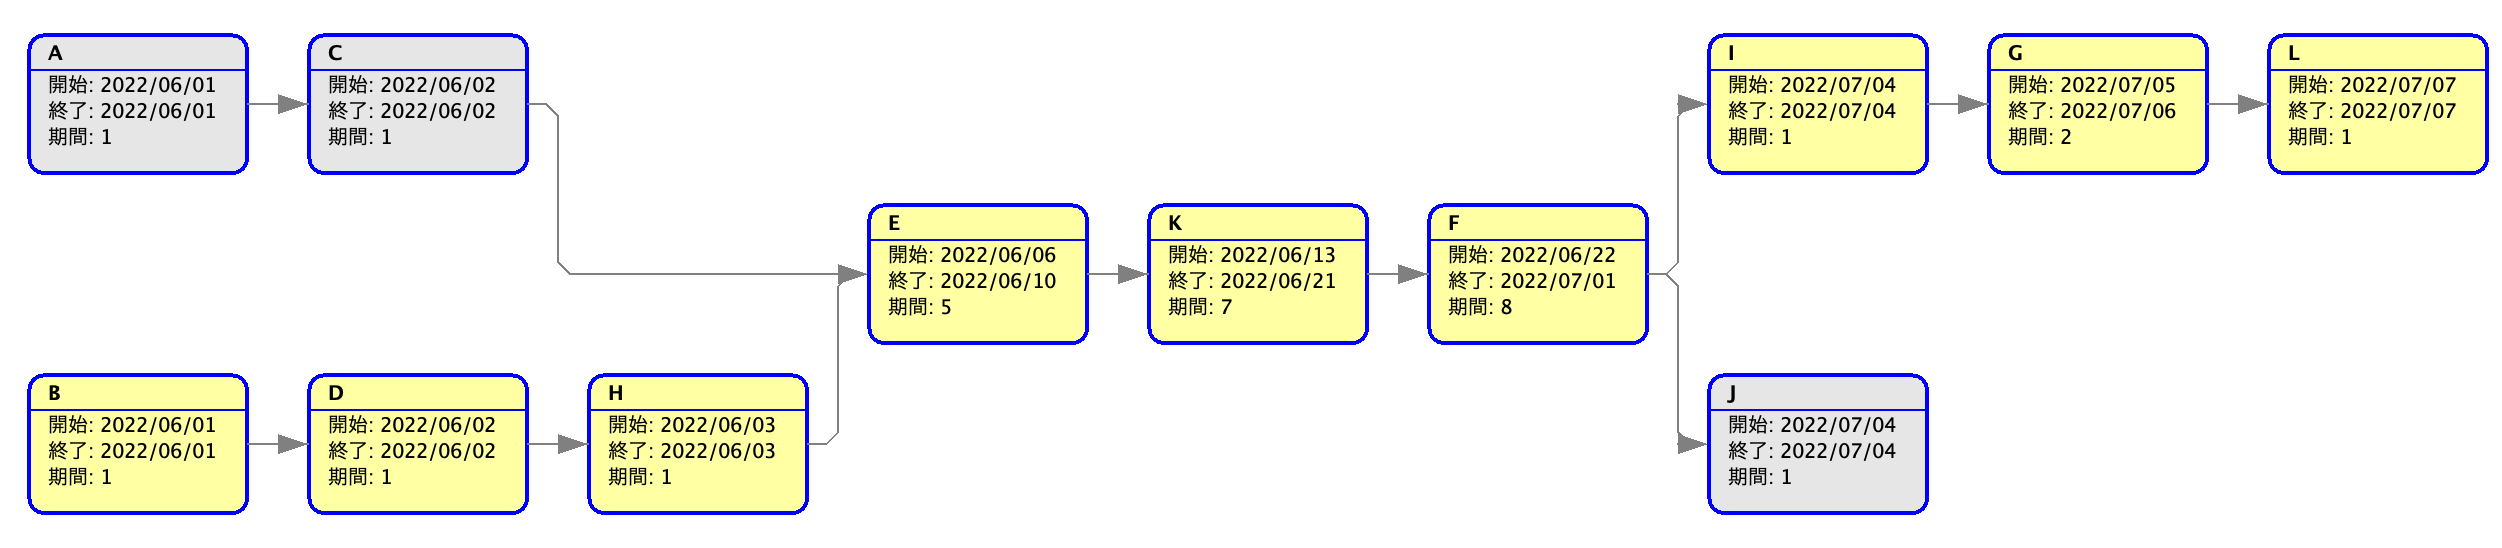 A
開始: 2022/06/01
終了: 2022/06/01
期間: 1
C
開始: 2022/06/02
終了: 2022/06/02
期間: 1
I
開始: 2022/07/04
終了: 2022/07/04
期間: 1
G
開始: 2022/07/05
終了: 2022/07/06
期間: 2
L
開始: 2022/07/07
終了: 2022/07/07
期間: 1
E
開始: 2022/06/06
終了: 2022/06/10
期間: 5
K
開始: 2022/06/13
終了: 2022/06/21
期間: 7
F
開始: 2022/06/22
終了: 2022/07/01
期間: 8
B
開始: 2022/06/01
終了: 2022/06/01
期間: 1
D
開始: 2022/06/02
終了: 2022/06/02
期間: 1
H
開始: 2022/06/03
終了: 2022/06/03
期間: 1
J
開始: 2022/07/04
終了: 2022/07/04
期間: 1